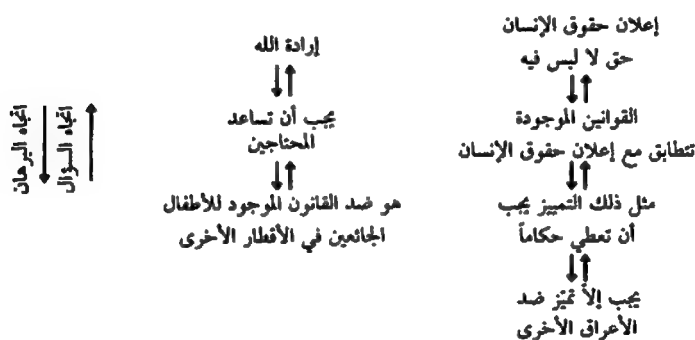 إعلان حقوق الإنسان
حق لا لبس فيه
القوانين الموجودة
تتطابق مع إعلان حقوق الإنسان
مثل ذلك التمييز يجب
أن تعطي حكاماً
يجب إلاّ تميّز ضد
الأعراق الأخرى
إرادة الله
يجب أن تساعد
المحتاجين
هو ضد القانون الموجود للأطفال
الجائعين في الأقطار الأخرى
اتجاه السؤال
اتجاه البرهان